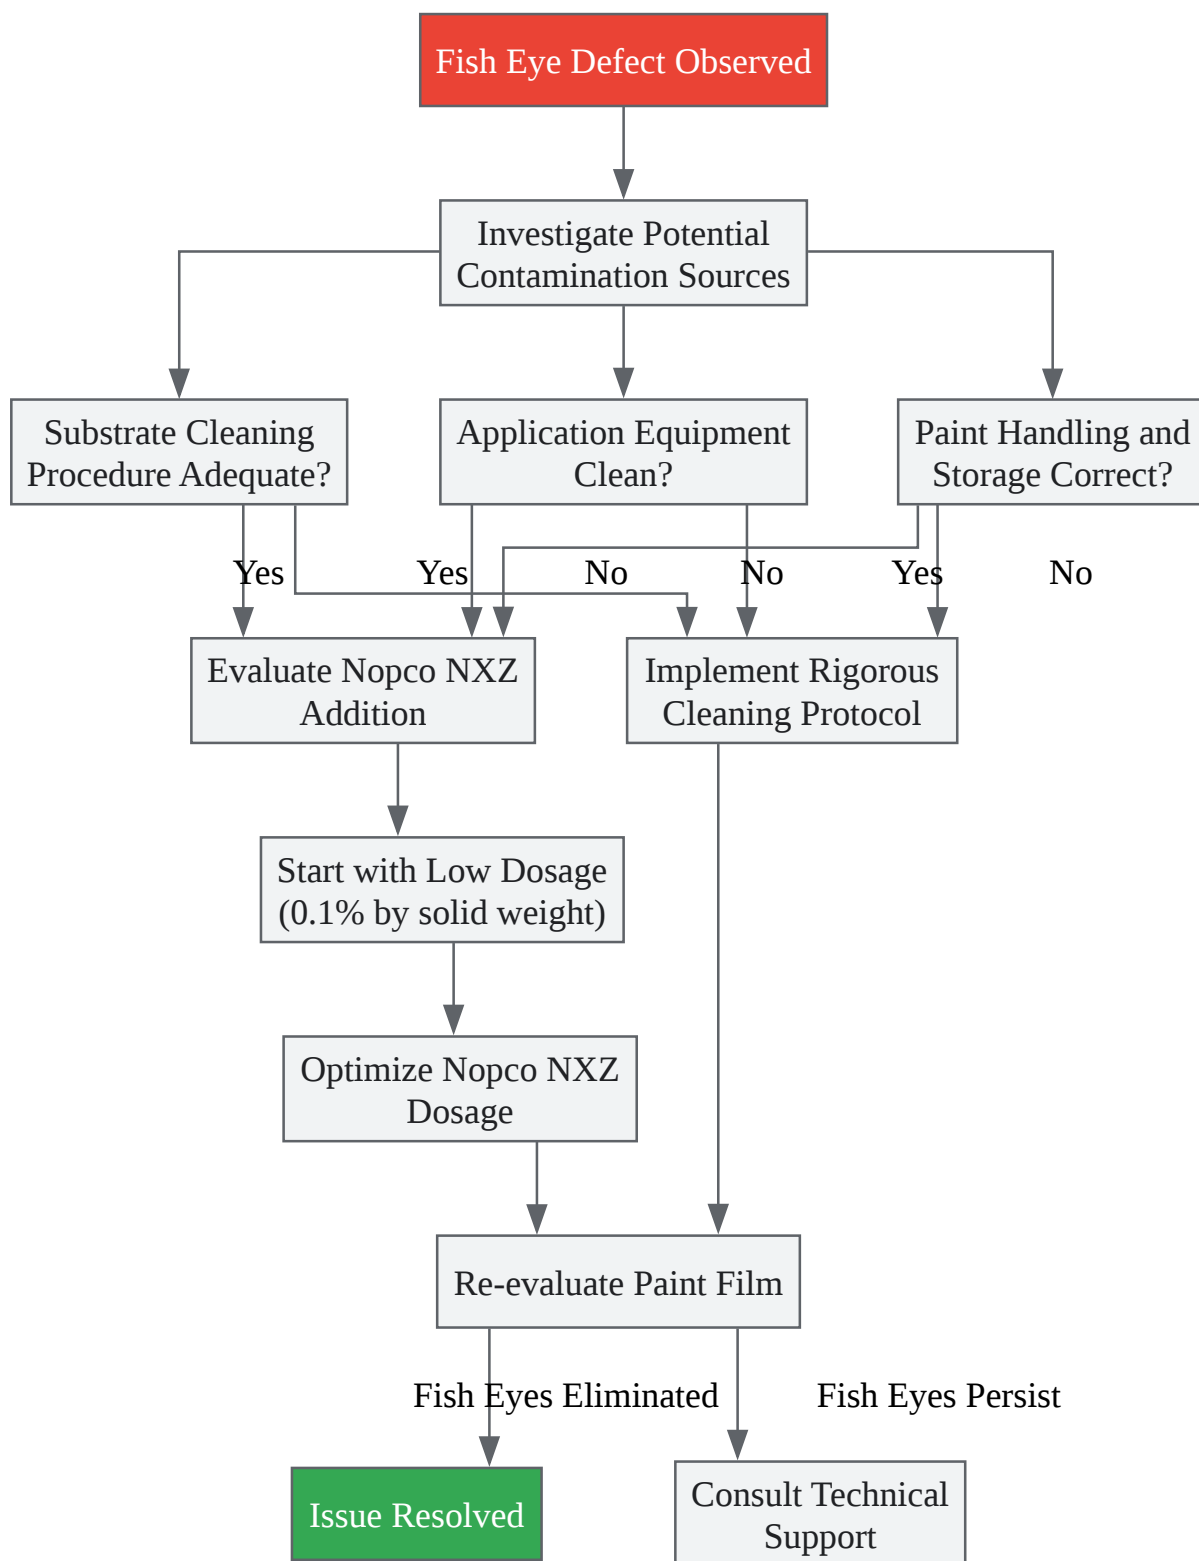 Fish Eye Defect Observed
Investigate Potential
Contamination Sources
Substrate Cleaning
Procedure Adequate?
Application Equipment
Clean?
Paint Handling and
Storage Correct?
Yes
Yes
No
No
Yes
No
Evaluate Nopco NXZ
Addition
Implement Rigorous
Cleaning Protocol
Start with Low Dosage
(0.1% by solid weight)
Optimize Nopco NXZ
Dosage
Re-evaluate Paint Film
Fish Eyes Eliminated
Fish Eyes Persist
Issue Resolved
Consult Technical
Support